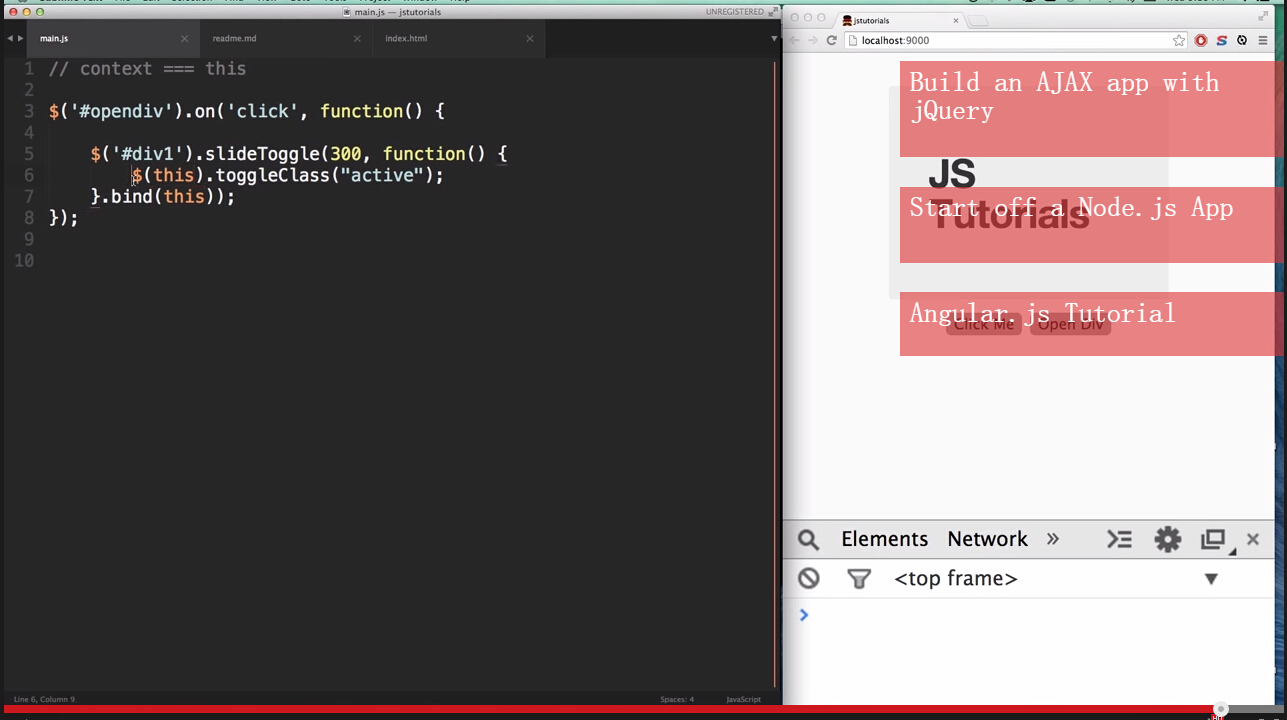 main.js — jstutorials
UNREGISTERED
main.js
readme.md
index.html
1 // context === this
2
3 $('#opendiv').on('click', function() {
4
5 $('#div1').slideToggle(300, function() {
6 $(this).toggleClass("active");
7 }.bind(this));
8 });
9
10
Line 6, Column 9
Spaces: 4
JavaScript
jstutorials
localhost:9000
Build an AJAX app with
jQuery
JS
Tutorials
Start off a Node.js App
Angular.js Tutorial
Click Me
Open Div
Elements Network »
<top frame>